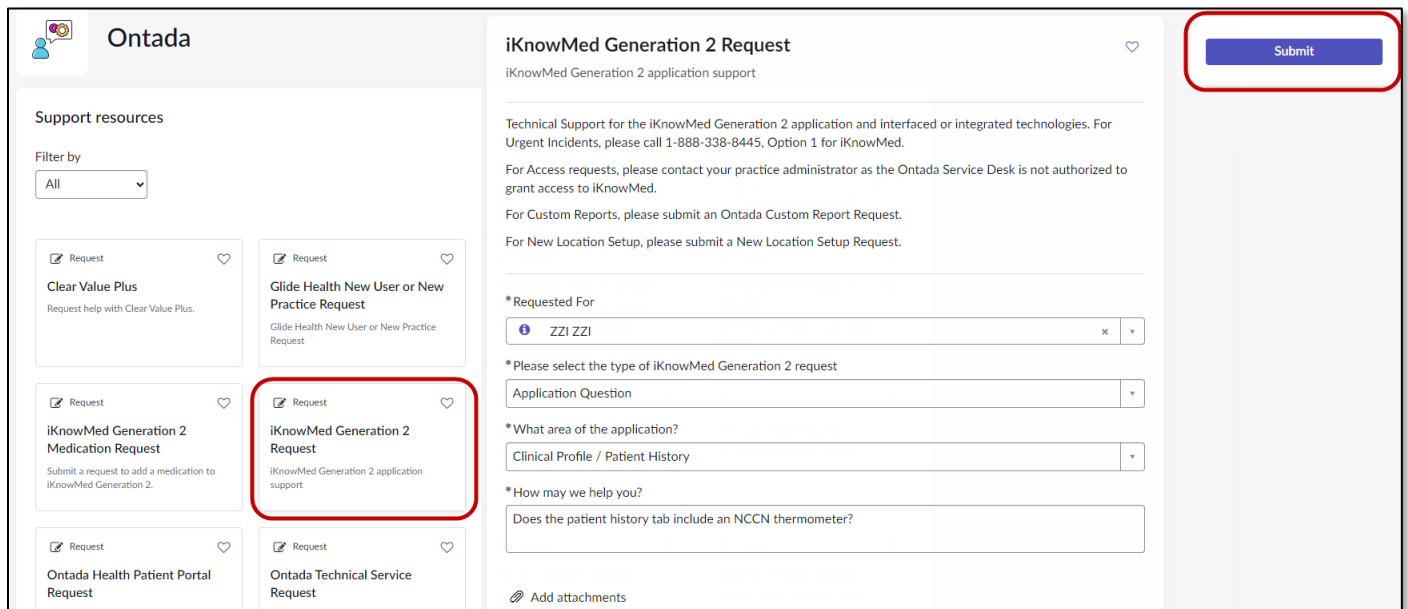 Ontada
Support resources
Filter by
All
Request
Clear Value Plus
Request help with Clear Value Plus.
Request
Glide Health New User or New
Practice Request
Glide Health New User or New Practice
Request
Request
iKnowMed Generation 2
Medication Request
Submit a request to add a medication to
iKnowMed Generation 2.
Request
iKnowMed Generation 2
Request
iKnowMed Generation 2 application
support
Request
Ontada Health Patient Portal
Request
Request
Ontada Technical Service
Request
iKnowMed Generation 2 Request
iKnowMed Generation 2 application support
Technical Support for the iKnowMed Generation 2 application and interfaced or integrated technologies. For
Urgent Incidents, please call 1-888-338-8445, Option 1 for iKnowMed.
For Access requests, please contact your practice administrator as the Ontada Service Desk is not authorized to
grant access to iKnowMed.
For Custom Reports, please submit an Ontada Custom Report Request.
For New Location Setup, please submit a New Location Setup Request.
*Requested For
ZZI ZZI
*Please select the type of iKnowMed Generation 2 request
Application Question
*What area of the application?
Clinical Profile / Patient History
*How may we help you?
Does the patient history tab include an NCCN thermometer?
Add attachments
Submit